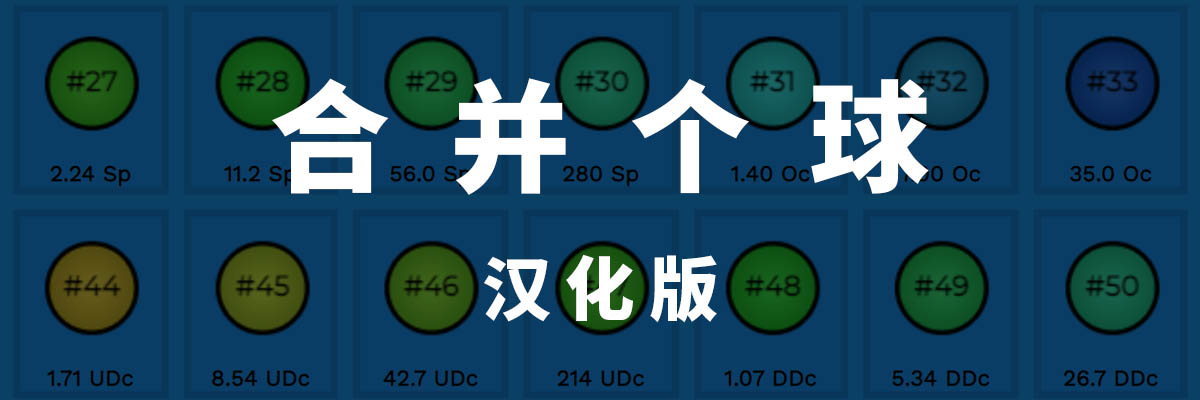 #27 #28 #29 #30 #31 #32 #33
合并个球
2.24 Sp 11.2 Sp 56.0 Sp 280 Sp 1.40 Oc Oc 35.0 Oc
#44 #45 #46 #48 #49 #50
汉化版
1.71 UDc 8.54 UDc 42.7 UDc 214 UDc 1.07 DDc 5.34 DDc 26.7 DDc